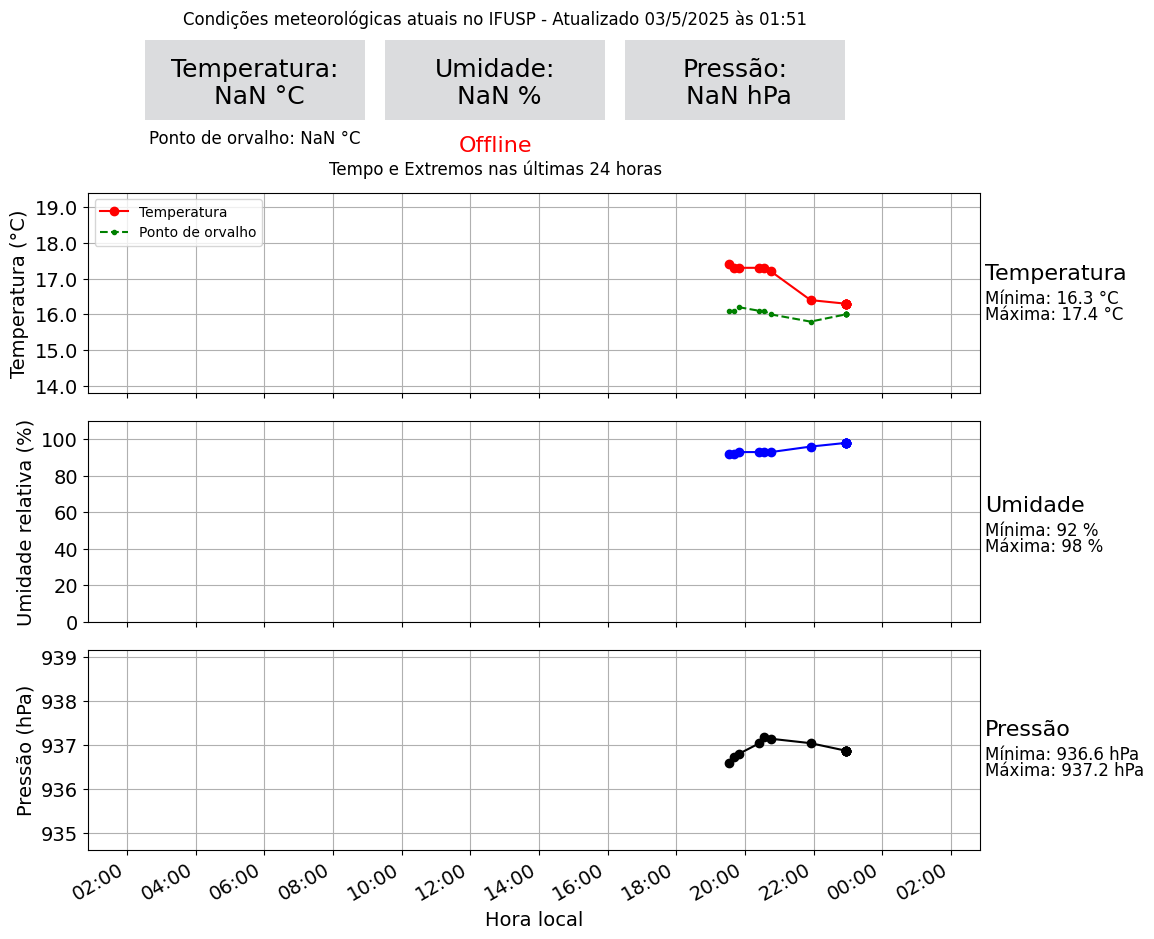 Condições meteorológicas atuais no IFUSP - Atualizado 03/5/2025 às 01:51
Temperatura:
NaN °C
Umidade:
NaN %
Pressão:
NaN hPa
Ponto de orvalho: NaN °C
Offline
Tempo e Extremos nas últimas 24 horas
Temperatura (°C)
19.0
18.0
17.0
16.0
15.0
14.0
Temperatura
Ponto de orvalho
Temperatura
Mínima: 16.3 °C
Máxima: 17.4 °C
Umidade relativa (%)
100
80
60
40
20
0
Umidade
Mínima: 92 %
Máxima: 98 %
Pressão (hPa)
939
938
937
936
935
Pressão
Mínima: 936.6 hPa
Máxima: 937.2 hPa
02:00 04:00 06:00 08:00 10:00 12:00 14:00 16:00 18:00 20:00 22:00 00:00 02:00
Hora local